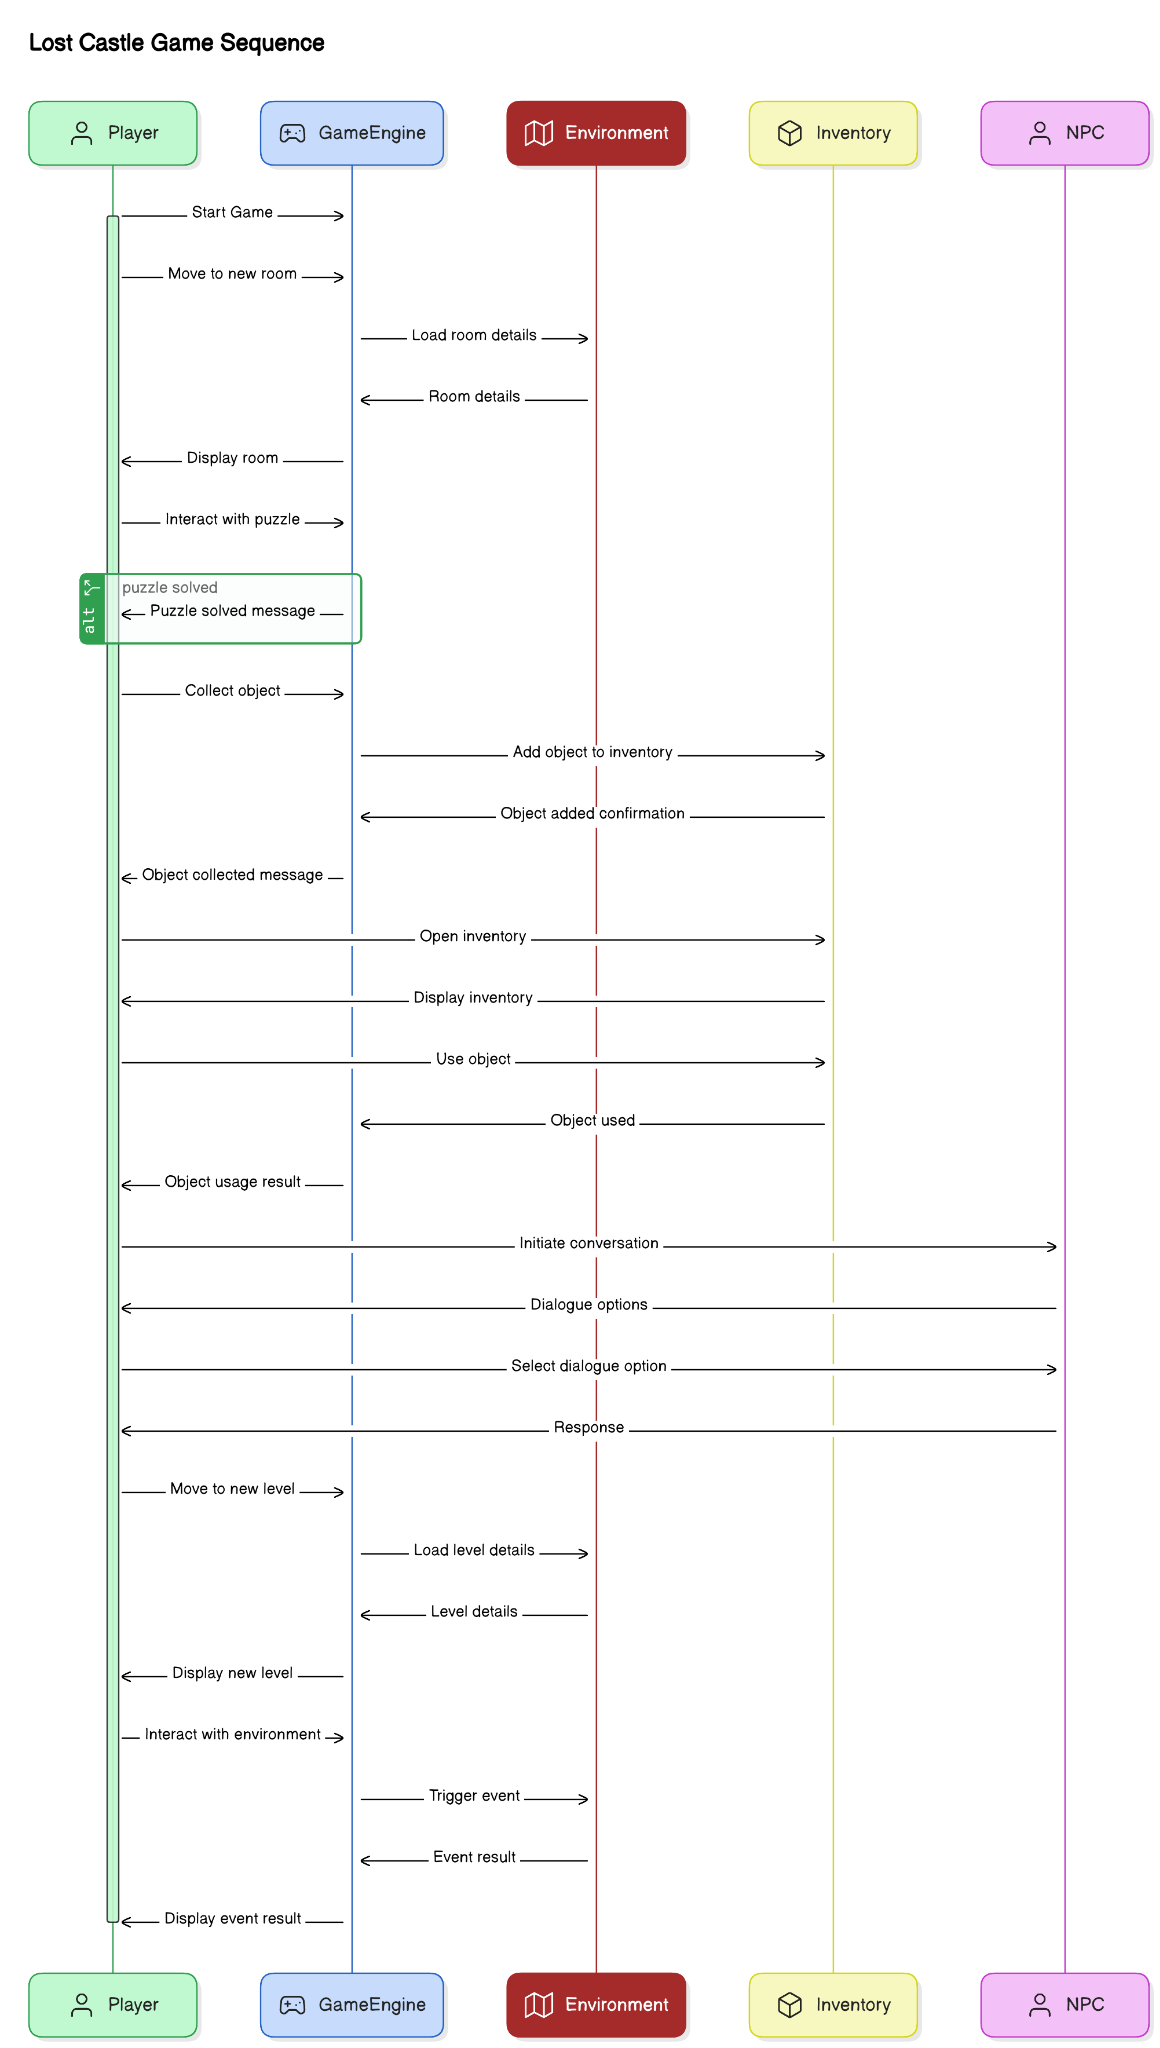 Lost Castle Game Sequence
Player
GameEngine
Environment
Inventory
NPC
Start Game
Move to new room
Load room details
Room details
Display room
Interact with puzzle
alt
puzzle solved
Puzzle solved message
Collect object
Add object to inventory
Object added confirmation
Object collected message
Open inventory
Display inventory
Use object
Object used
Object usage result
Initiate conversation
Dialogue options
Select dialogue option
Response
Move to new level
Load level details
Level details
Display new level
Interact with environment
Trigger event
Event result
Display event result
Player
GameEngine
Environment
Inventory
NPC